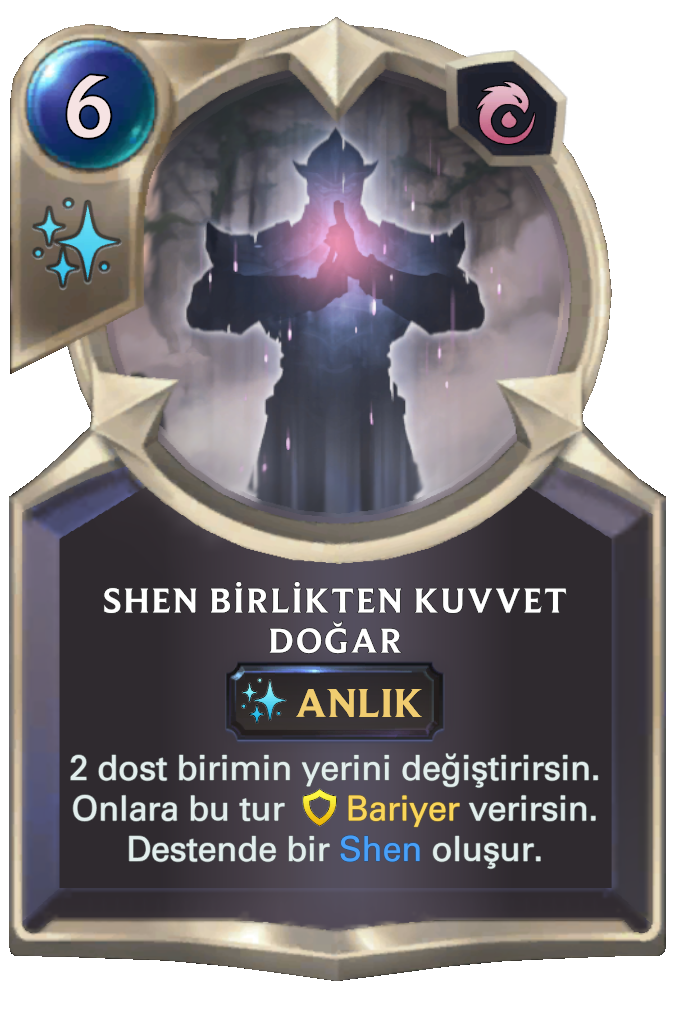 6
SHEN BİRLİKTEN KUVVET
DOĞAR
ANLIK
2 dost birimin yerini değiştirirsin.
Onlara bu tur Bariyer verirsin.
Destende bir Shen oluşur.